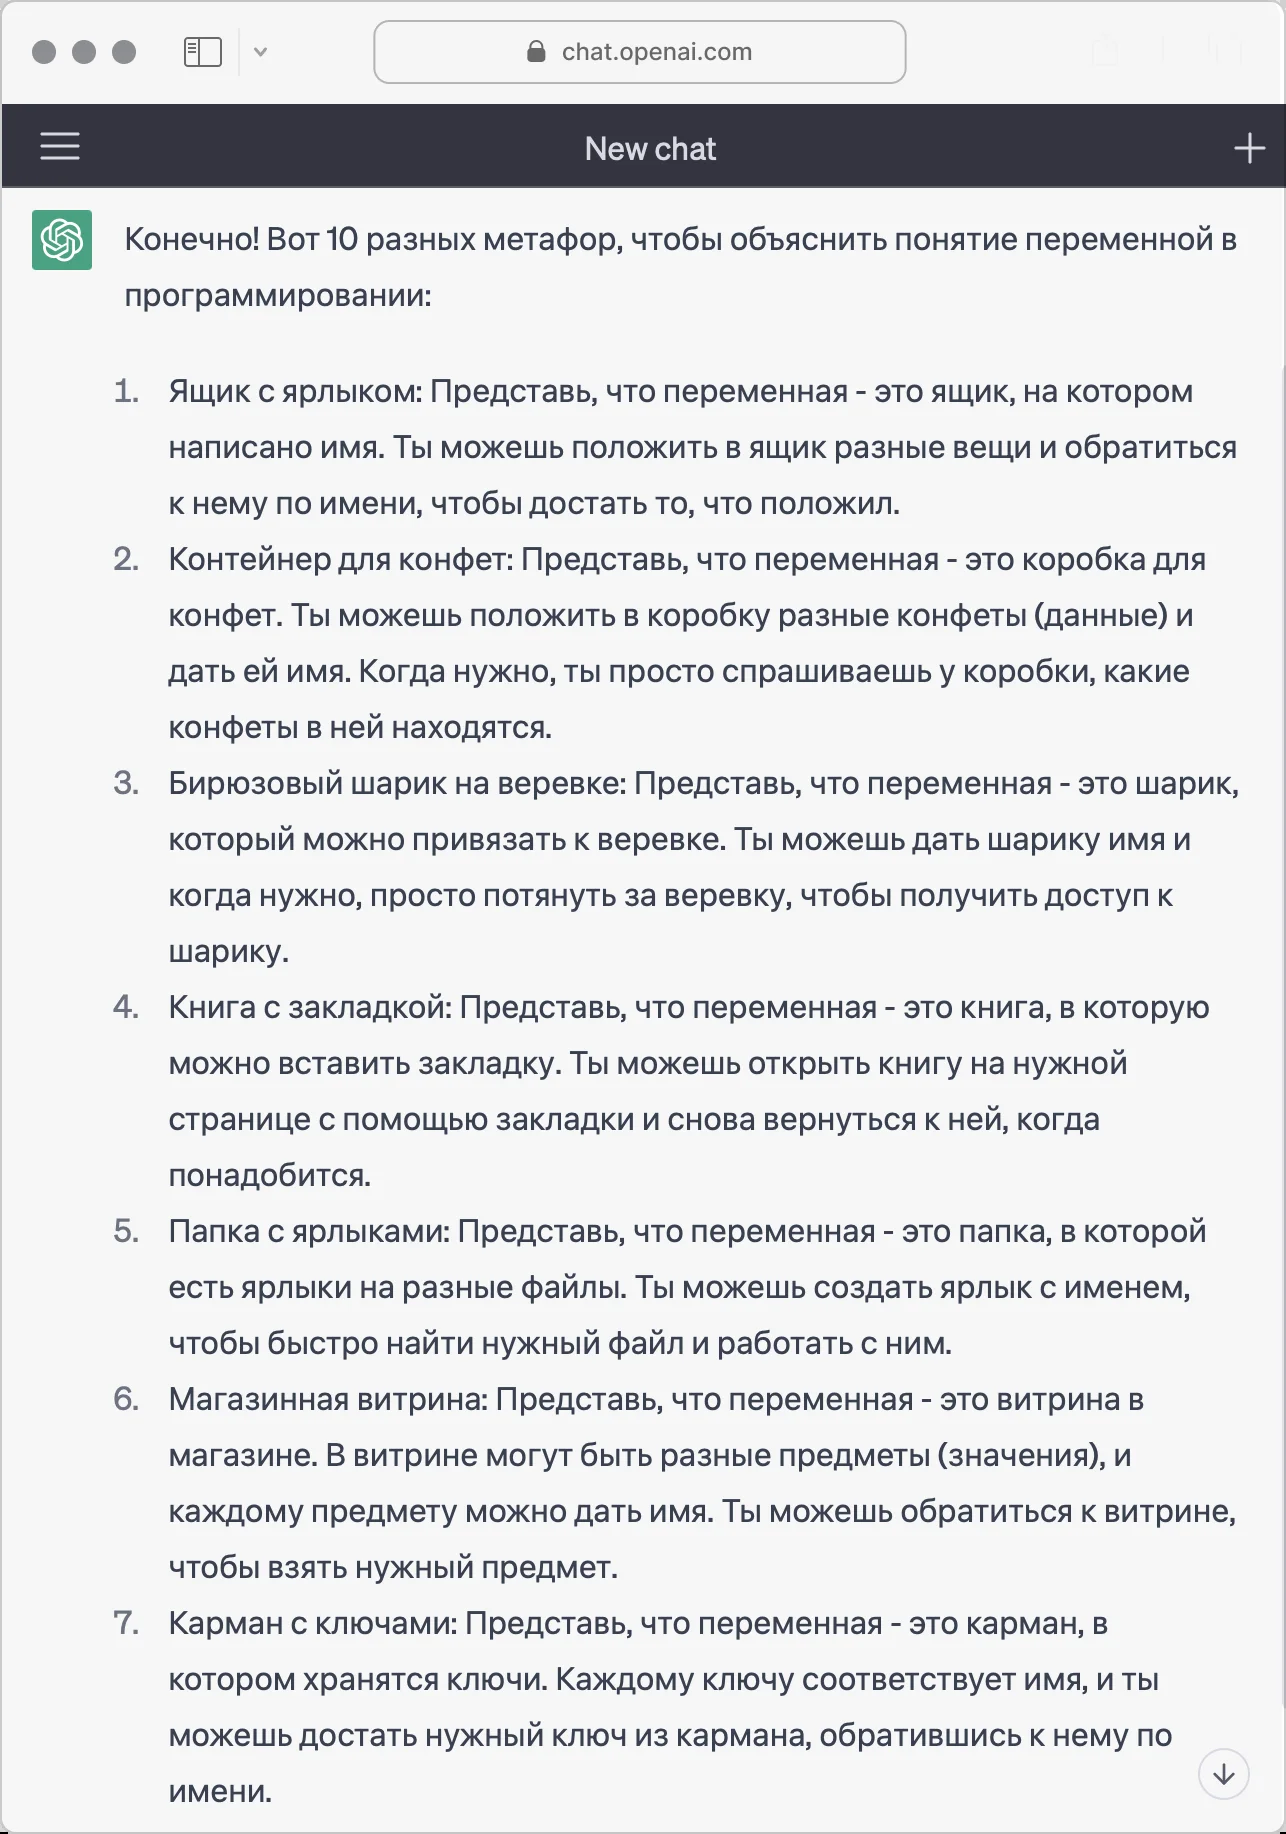 chat.openai.com
New chat
Конечно! Вот 10 разных метафор, чтобы объяснить понятие переменной в
программировании:
1. Ящик с ярлыком: Представь, что переменная - это ящик, на котором
написано имя. Ты можешь положить в ящик разные вещи и обратиться
к нему по имени, чтобы достать то, что положил.
2. Контейнер для конфет: Представь, что переменная - это коробка для
конфет. Ты можешь положить в коробку разные конфеты (данные) и
дать ей имя. Когда нужно, ты просто спрашиваешь у коробки, какие
конфеты в ней находятся.
3. Бирюзовый шарик на веревке: Представь, что переменная - это шарик,
который можно привязать к веревке. Ты можешь дать шарику имя и
когда нужно, просто потянуть за веревку, чтобы получить доступ к
шарику.
4. Книга с закладкой: Представь, что переменная - это книга, в которую
можно вставить закладку. Ты можешь открыть книгу на нужной
странице с помощью закладки и снова вернуться к ней, когда
понадобится.
5. Папка с ярлыками: Представь, что переменная - это папка, в которой
есть ярлыки на разные файлы. Ты можешь создать ярлык с именем,
чтобы быстро найти нужный файл и работать с ним.
6. Магазинная витрина: Представь, что переменная - это витрина в
магазине. В витрине могут быть разные предметы (значения), и
каждому предмету можно дать имя. Ты можешь обратиться к витрине,
чтобы взять нужный предмет.
7. Карман с ключами: Представь, что переменная - это карман, в
котором хранятся ключи. Каждому ключу соответствует имя, и ты
можешь достать нужный ключ из кармана, обратившись к нему по
имени.